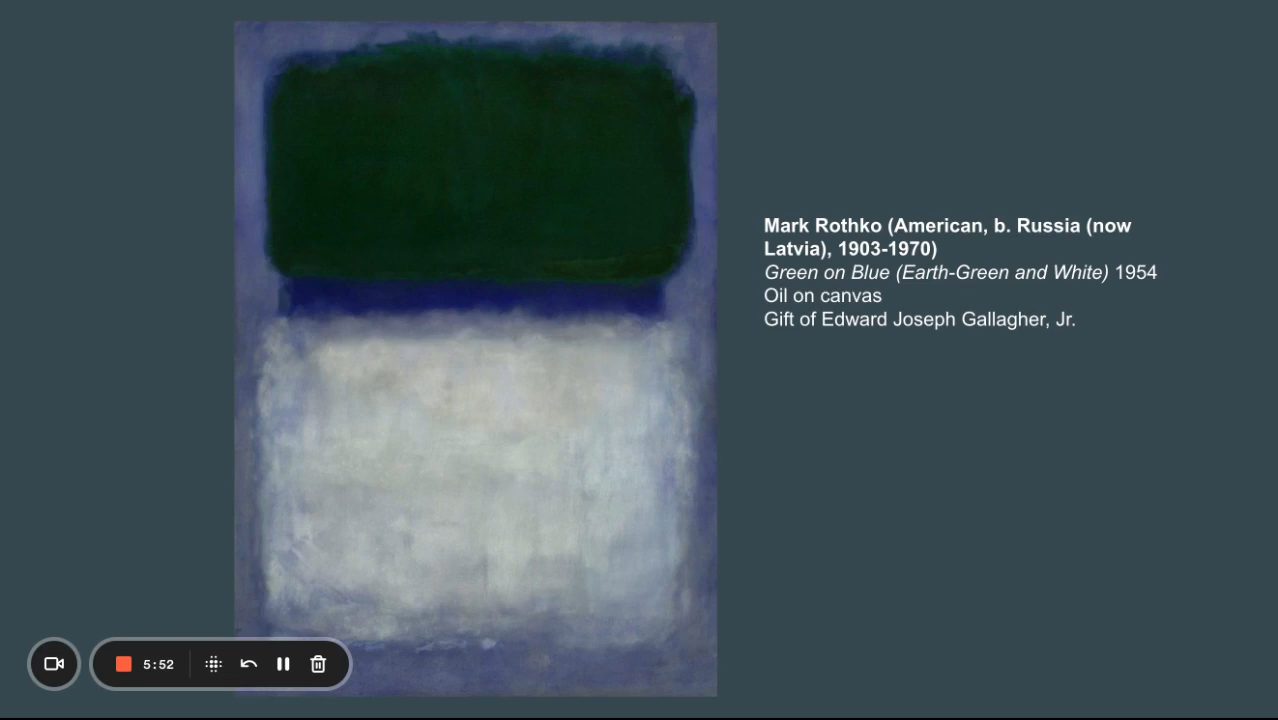 Mark Rothko (American, b. Russia (now
Latvia), 1903-1970)
Green on Blue (Earth-Green and White) 1954
Oil on canvas
Gift of Edward Joseph Gallagher, Jr.
5:52